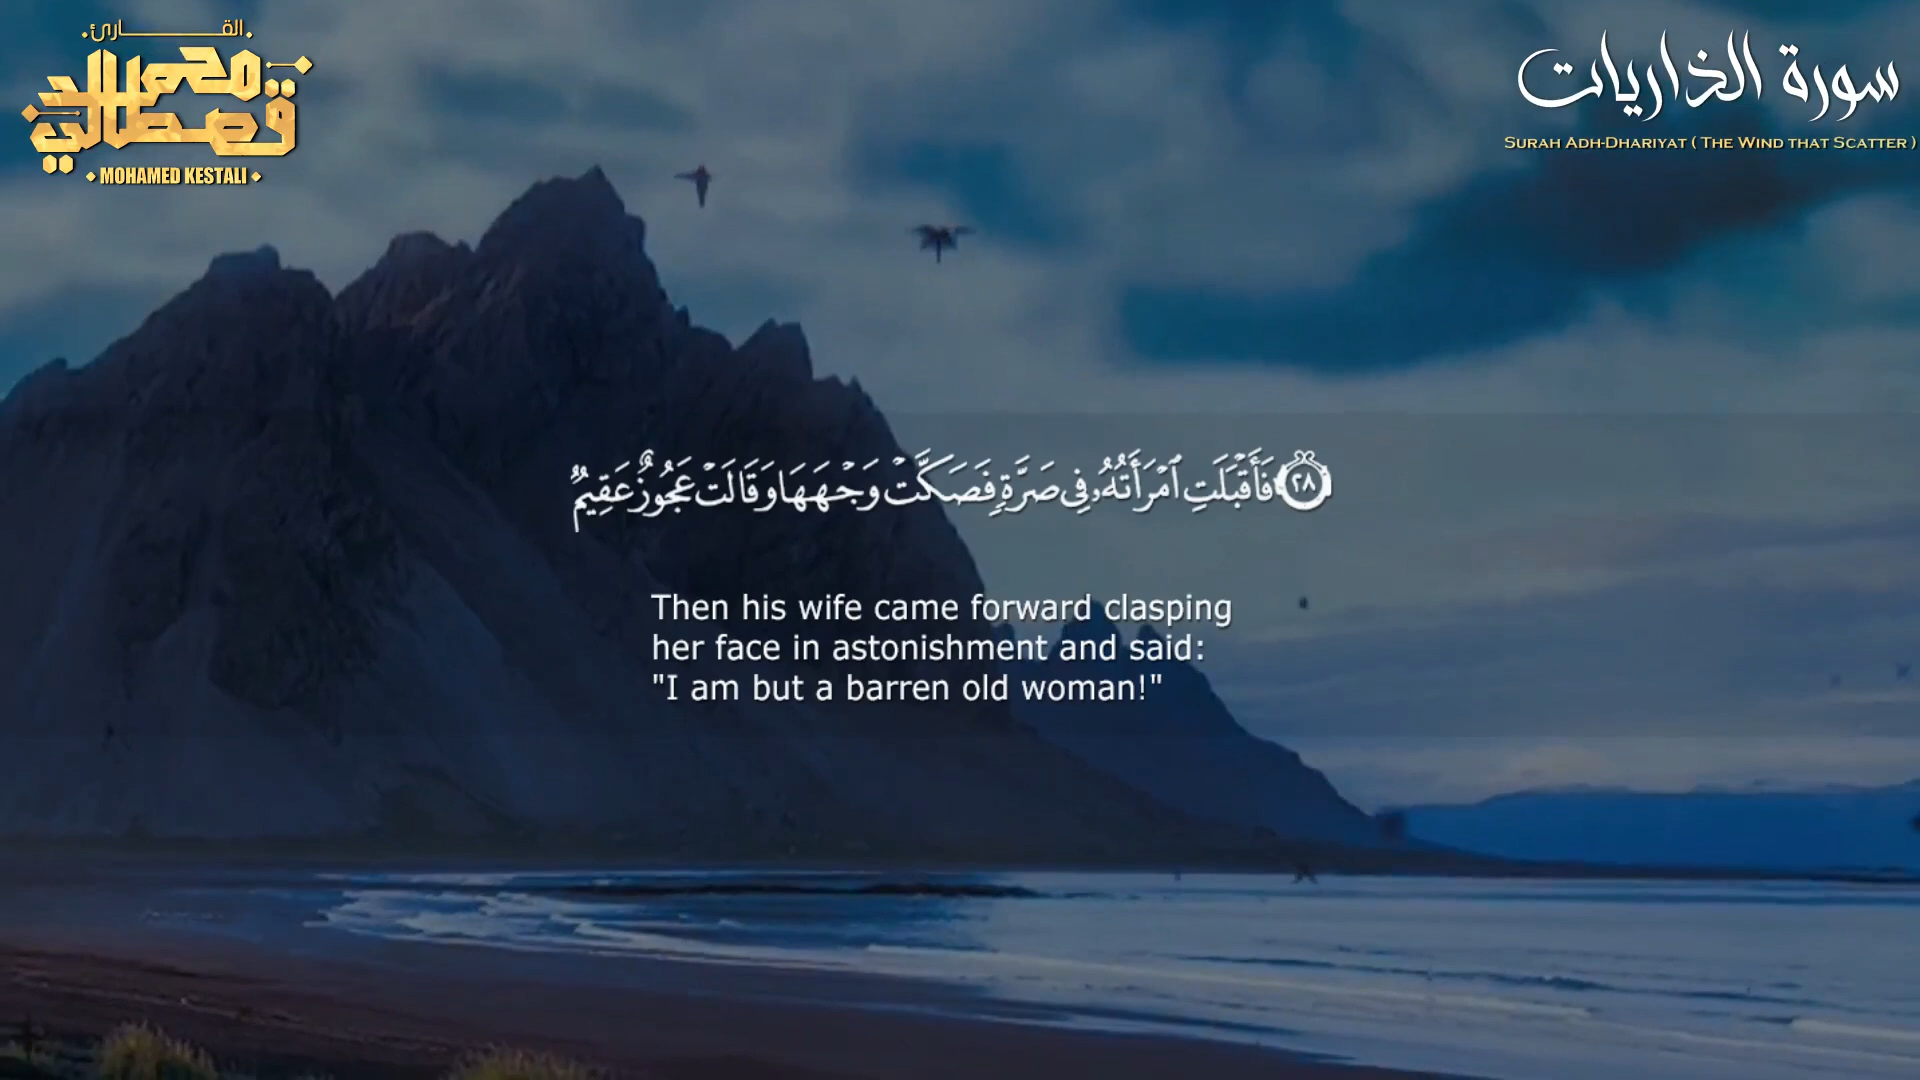 القارئ
محمد
قصطالي
MOHAMED KESTALI
سورة الذاريات
SURAH ADH-DHARIYAT ( THE WIND THAT SCATTER )
٢٨ فَأَقْبَلَتِ ٱمْرَأَتُهُۥ فِى صَرَّةٍ فَصَكَّتْ وَجْهَهَا وَقَالَتْ عَجُوزٌ عَقِيمٌ
Then his wife came forward clasping
her face in astonishment and said:
"I am but a barren old woman!"